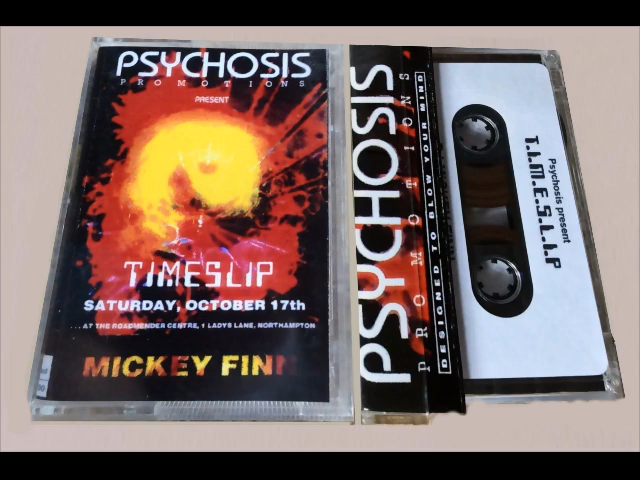 PSYCHOSIS
PROMOTIONS
PRESENT
T.I.M.E.S.L.I.P
SATURDAY, OCTOBER 17th
...AT THE ROADMENDER CENTRE, 1 LADYS LANE, NORTHAMPTON
MICKEY FINN
PSYCHOSIS
PROMOTIONS
DESIGNED TO BLOW YOUR MIND
Psychosis present
T.I.M.E.S.L.I.P